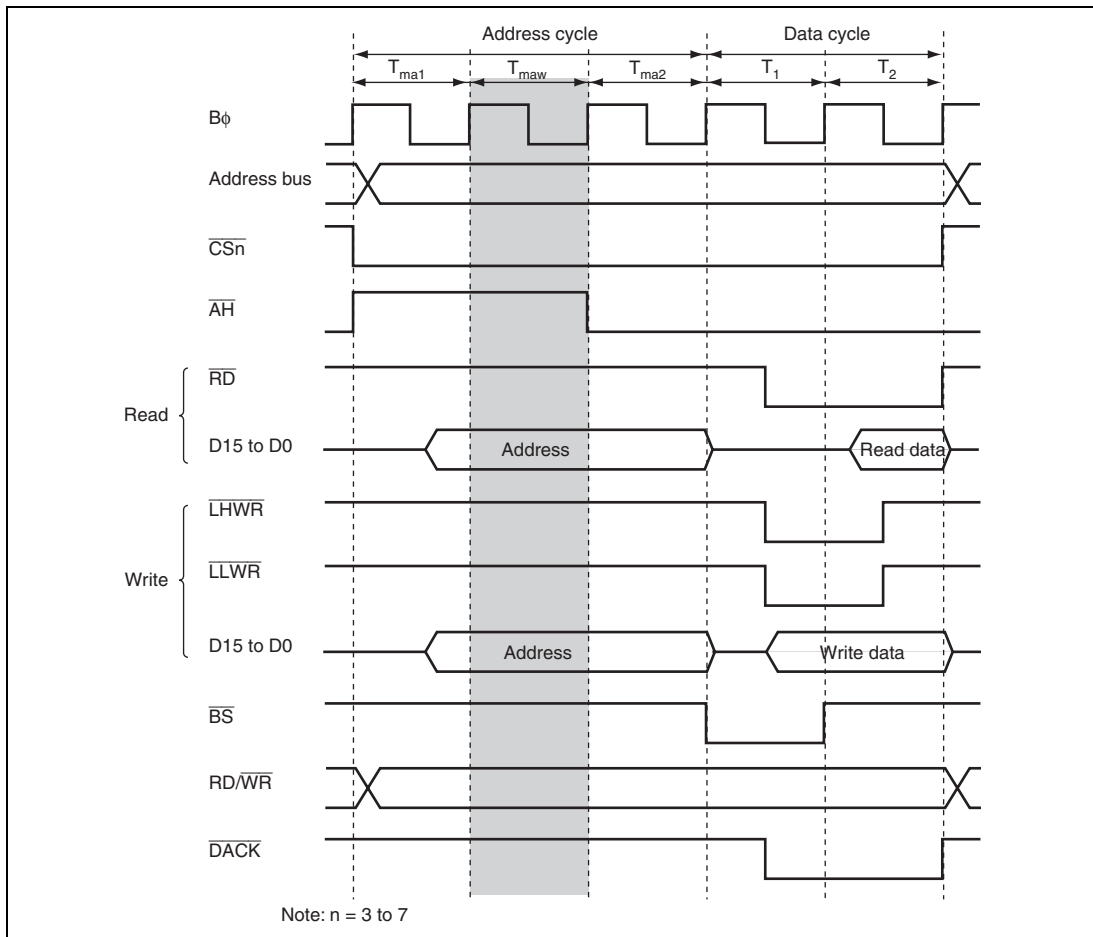 Address cycle Data cycle
Tma1 Tmaw Tma2 T1 T2
Bφ
Address bus
CSn
AH
RD
Read
D15 to D0 Address Read data
LHWR
Write LLWR
D15 to D0 Address Write data
BS
RD/WR
DACK
Note: n = 3 to 7